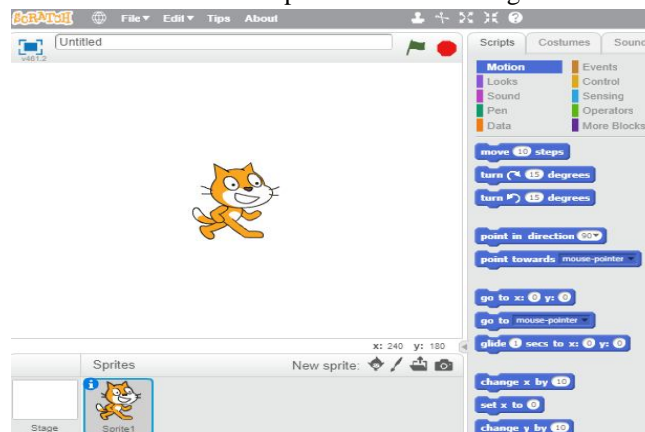 SCRATCH File▼ Edit▼ Tips About
v461.2 Untitled
Scripts Costumes Sound
Motion Events
Looks Control
Sound Sensing
Pen Operators
Data More Blocks
move 10 steps
turn ↻ 15 degrees
turn ↺ 15 degrees
point in direction 90▼
point towards mouse-pointer
go to x: 0 y: 0
go to mouse-pointer
glide 1 secs to x: 0 y: 0
change x by 10
set x to 0
change y by 10
x: 240 y: 180
Sprites New sprite:
Stage Sprite1